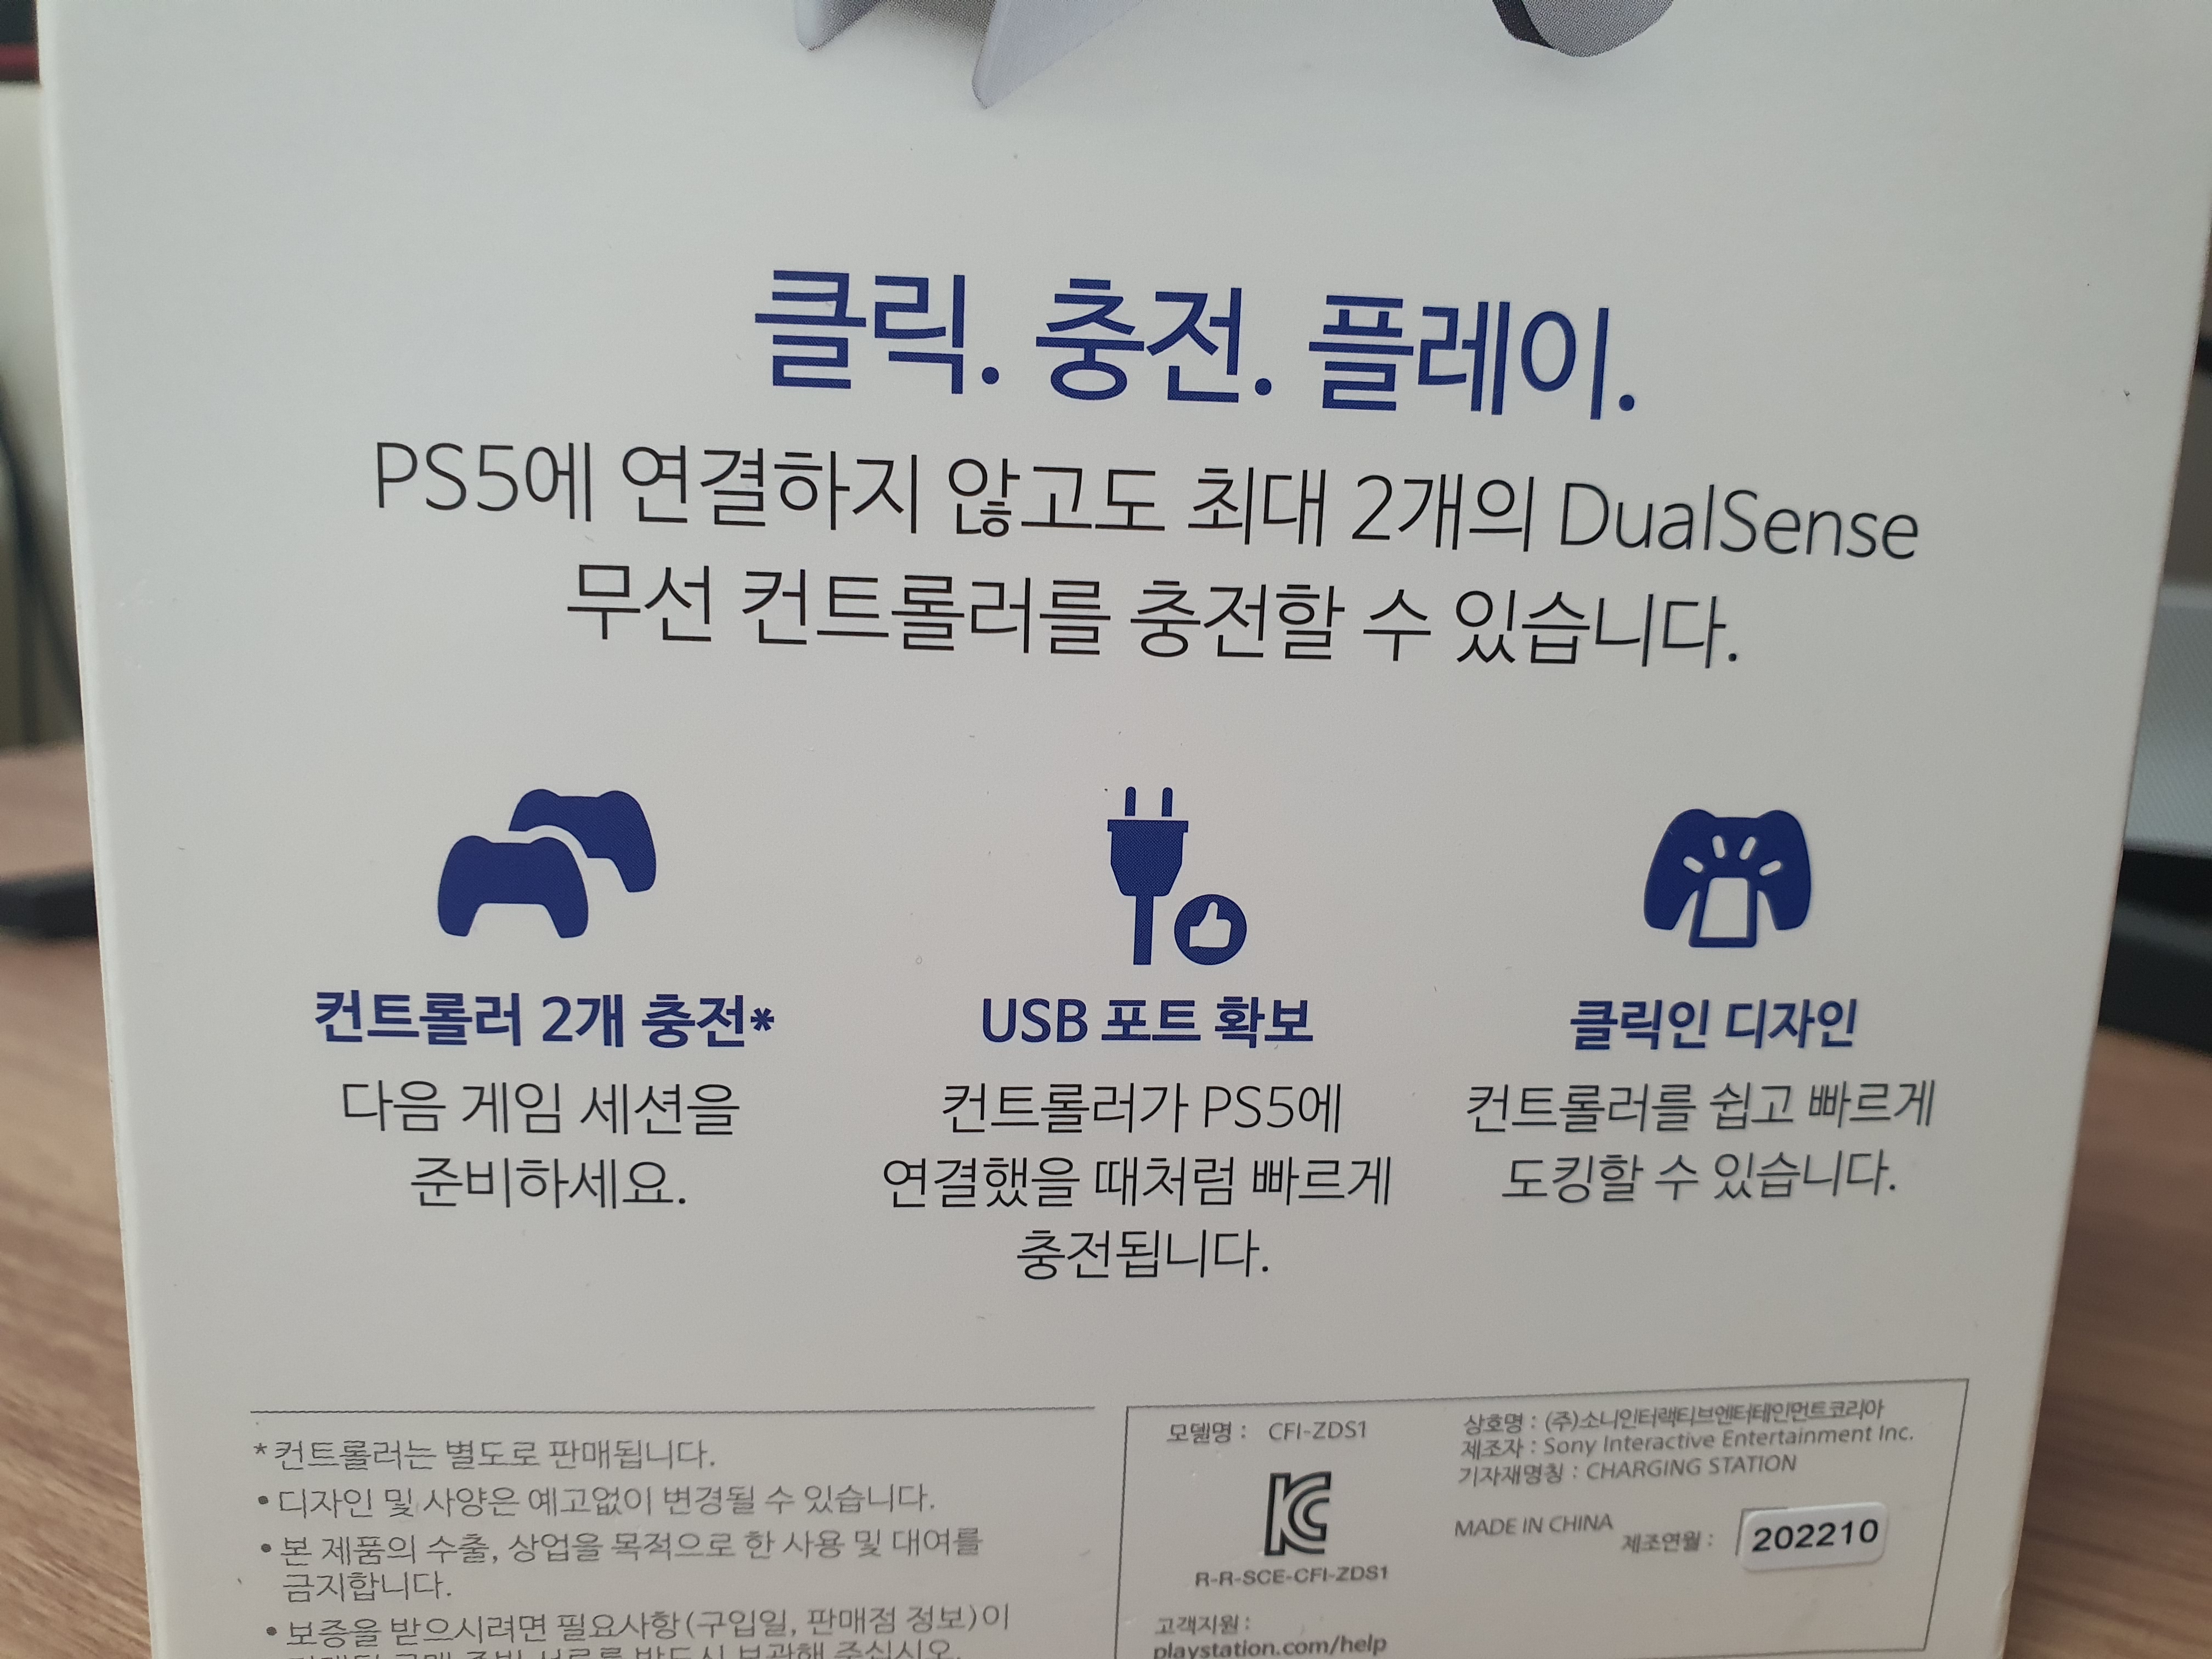 클릭. 충전. 플레이.
PS5에 연결하지 않고도 최대 2개의 DualSense
무선 컨트롤러를 충전할 수 있습니다.
컨트롤러 2개 충전*
다음 게임 세션을
준비하세요.
USB 포트 확보
컨트롤러가 PS5에
연결했을 때처럼 빠르게
충전됩니다.
클릭인 디자인
컨트롤러를 쉽고 빠르게
도킹할 수 있습니다.
* 컨트롤러는 별도로 판매됩니다.
• 디자인 및 사양은 예고없이 변경될 수 있습니다.
• 본 제품의 수출, 상업을 목적으로 한 사용 및 대여를
금지합니다.
• 보증을 받으시려면 필요사항(구입일, 판매점 정보)이
반드시 보관해 주십시오.
모델명 : CFI-ZDS1
R-R-SCE-CFI-ZDS1
고객지원 :
playstation.com/help
상호명 : (주)소니인터랙티브엔터테인먼트코리아
제조자 : Sony Interactive Entertainment Inc.
기자재명칭 : CHARGING STATION
MADE IN CHINA
제조연월 : 202210